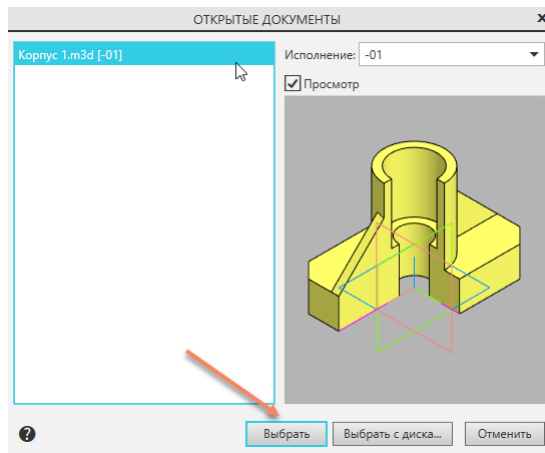 ОТКРЫТЫЕ ДОКУМЕНТЫ
x
Корпус 1.m3d [-01]
Исполнение: -01
Просмотр
?
Выбрать
Выбрать с диска...
Отменить